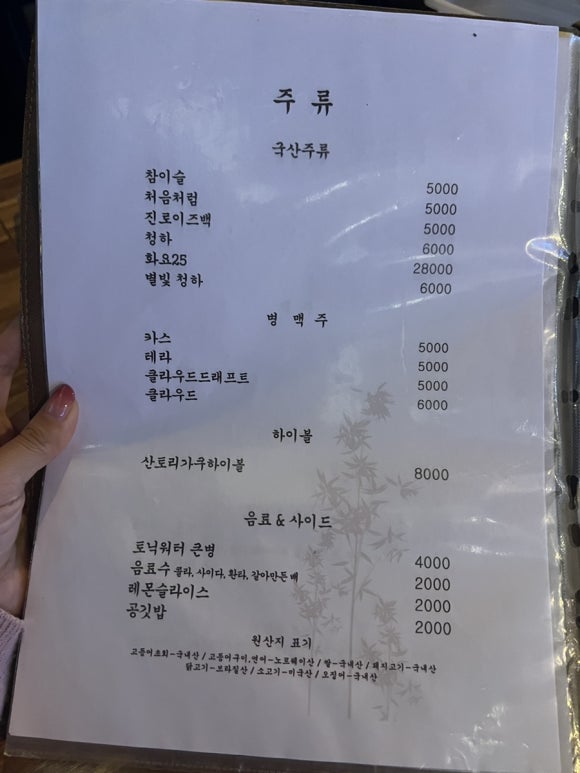 주 류
국산주류
참이슬 5000
처음처럼 5000
진로이즈백 5000
청하 6000
화요25 28000
별빛 청하 6000
병 맥 주
카스 5000
테라 5000
클라우드드래프트 5000
클라우드 6000
하이볼
산토리가쿠하이볼 8000
음료 & 사이드
토닉워터 큰병 4000
음료수 콜라, 사이다, 환타, 갈아만든배 2000
레몬슬라이스 2000
공깃밥 2000
원산지 표기
고등어초회-국내산 / 고등어구이,연어-노르웨이산 / 쌀-국내산 / 돼지고기-국내산
닭고기-브라질산 / 소고기-미국산 / 오징어-국내산